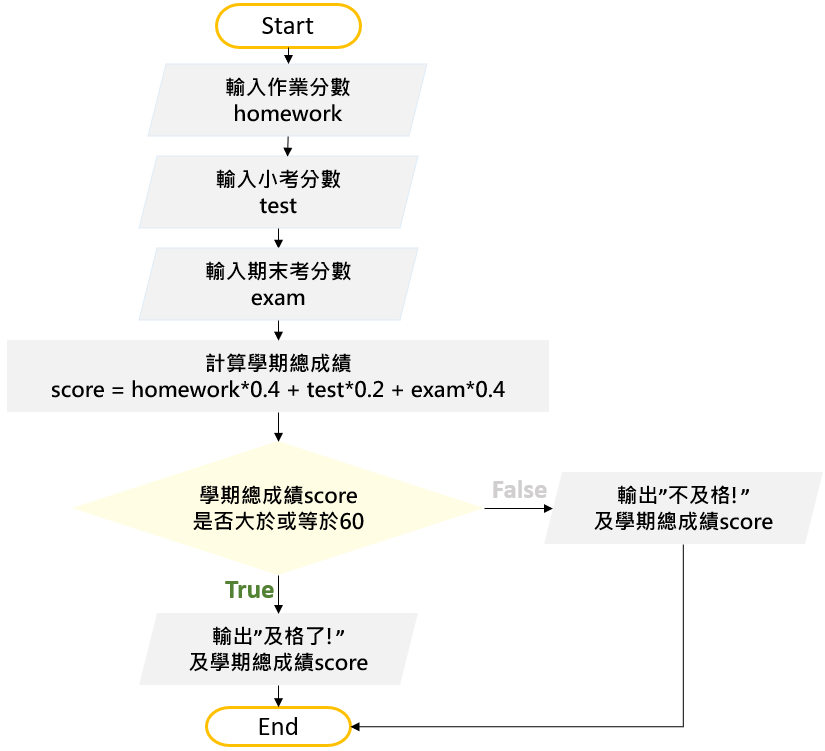 Start
輸入作業分數
homework
輸入小考分數
test
輸入期末考分數
exam
計算學期總成績
score = homework*0.4 + test*0.2 + exam*0.4
學期總成績score
是否大於或等於60
False
輸出”不及格!”
及學期總成績score
True
輸出”及格了!”
及學期總成績score
End